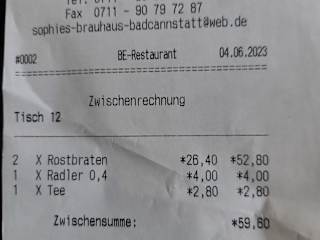 Fax 0711 - 90 79 72 87
sophies-brauhaus-badcannstatt@web.de
#0002 BE-Restaurant 04.06.2023
Zwischenrechnung
Tisch 12
2 X Rostbraten *26,40 *52,80
1 X Radler 0,4 *4,00 *4,00
1 X Tee *2,80 *2,80
Zwischensumme: *59,60